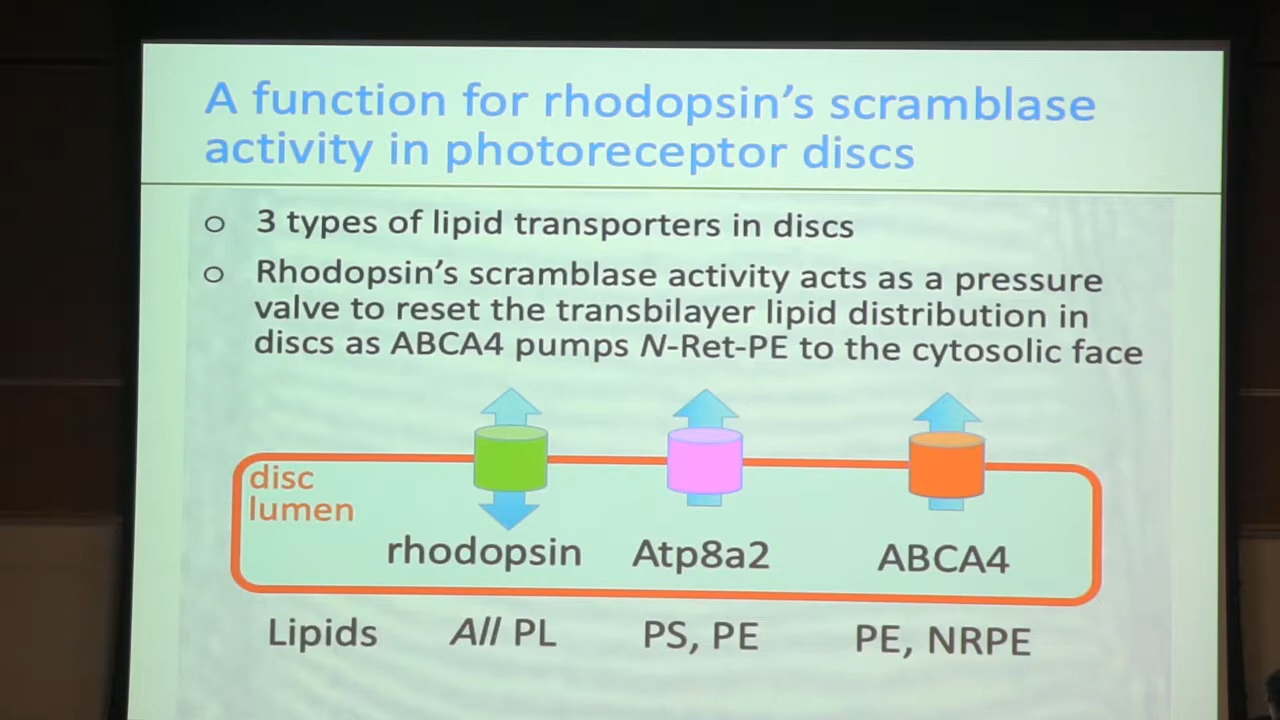 A function for rhodopsin's scramblase
activity in photoreceptor discs
3 types of lipid transporters in discs
Rhodopsin's scramblase activity acts as a pressure
valve to reset the transbilayer lipid distribution in
discs as ABCA4 pumps N-Ret-PE to the cytosolic face
disc
lumen
rhodopsin Atp8a2 ABCA4
Lipids All PL PS, PE PE, NRPE